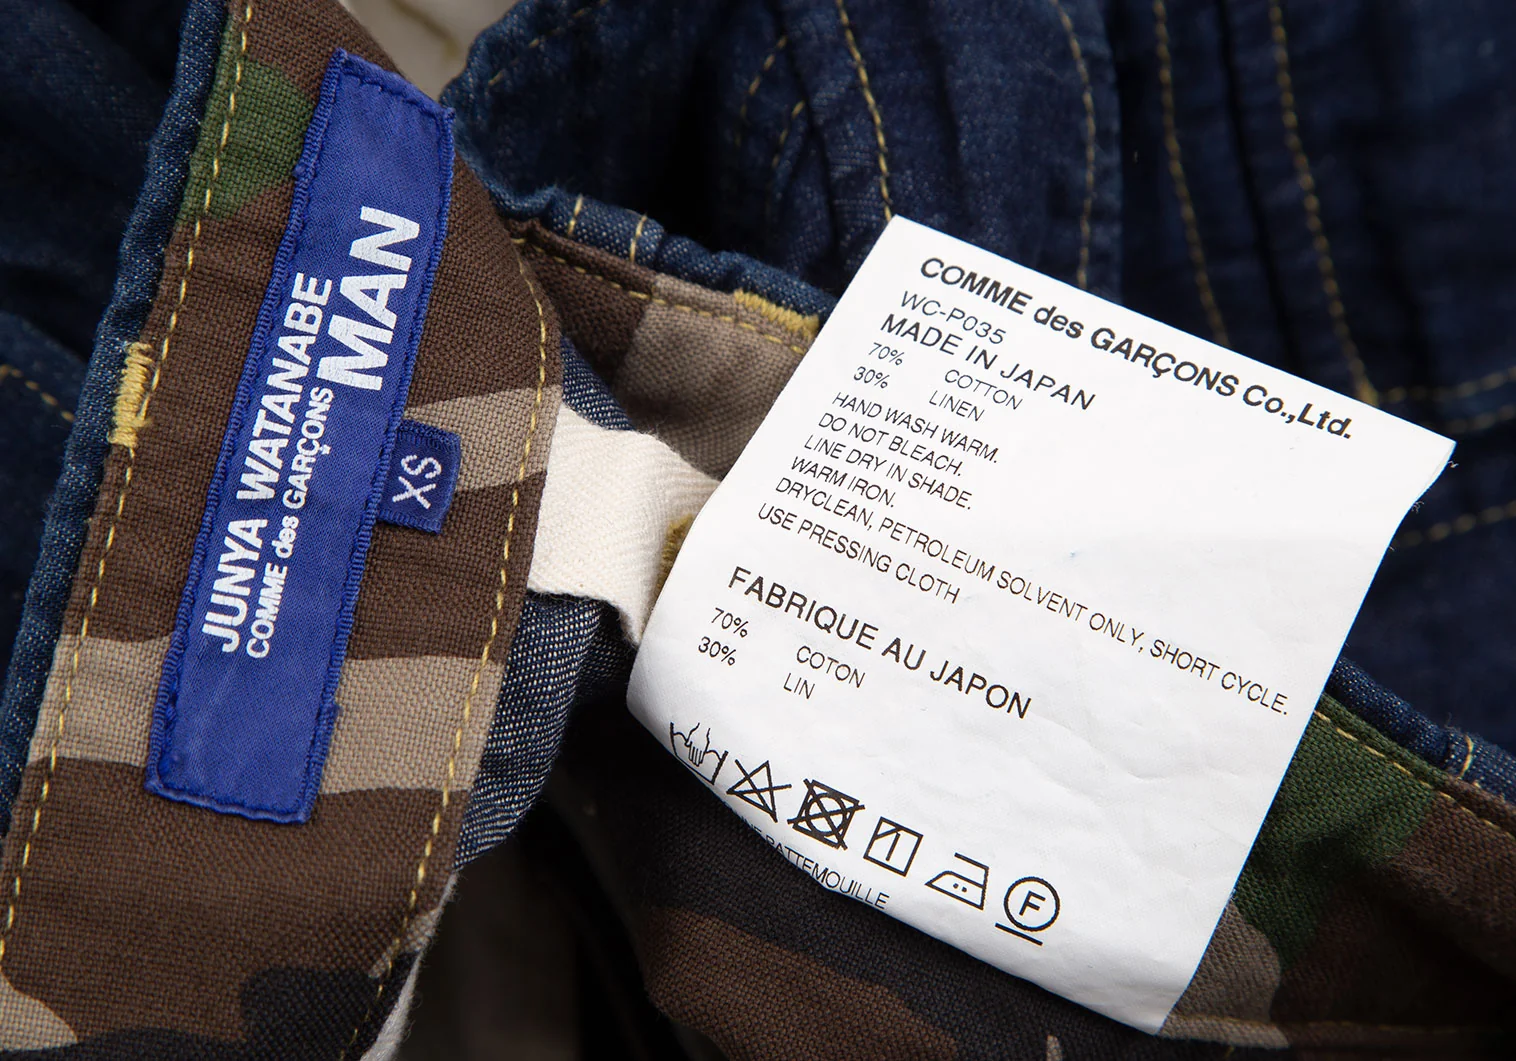 JUNYA WATANABE
COMME des GARÇONS
MAN
XS
COMME des GARÇONS Co.,Ltd.
WC-P035
MADE IN JAPAN
70% COTTON
30% LINEN
HAND WASH WARM.
DO NOT BLEACH.
LINE DRY IN SHADE.
WARM IRON.
DRYCLEAN, PETROLEUM SOLVENT ONLY, SHORT CYCLE.
USE PRESSING CLOTH
FABRIQUE AU JAPON
70% COTON
30% LIN
F
PATTEMOUILLE